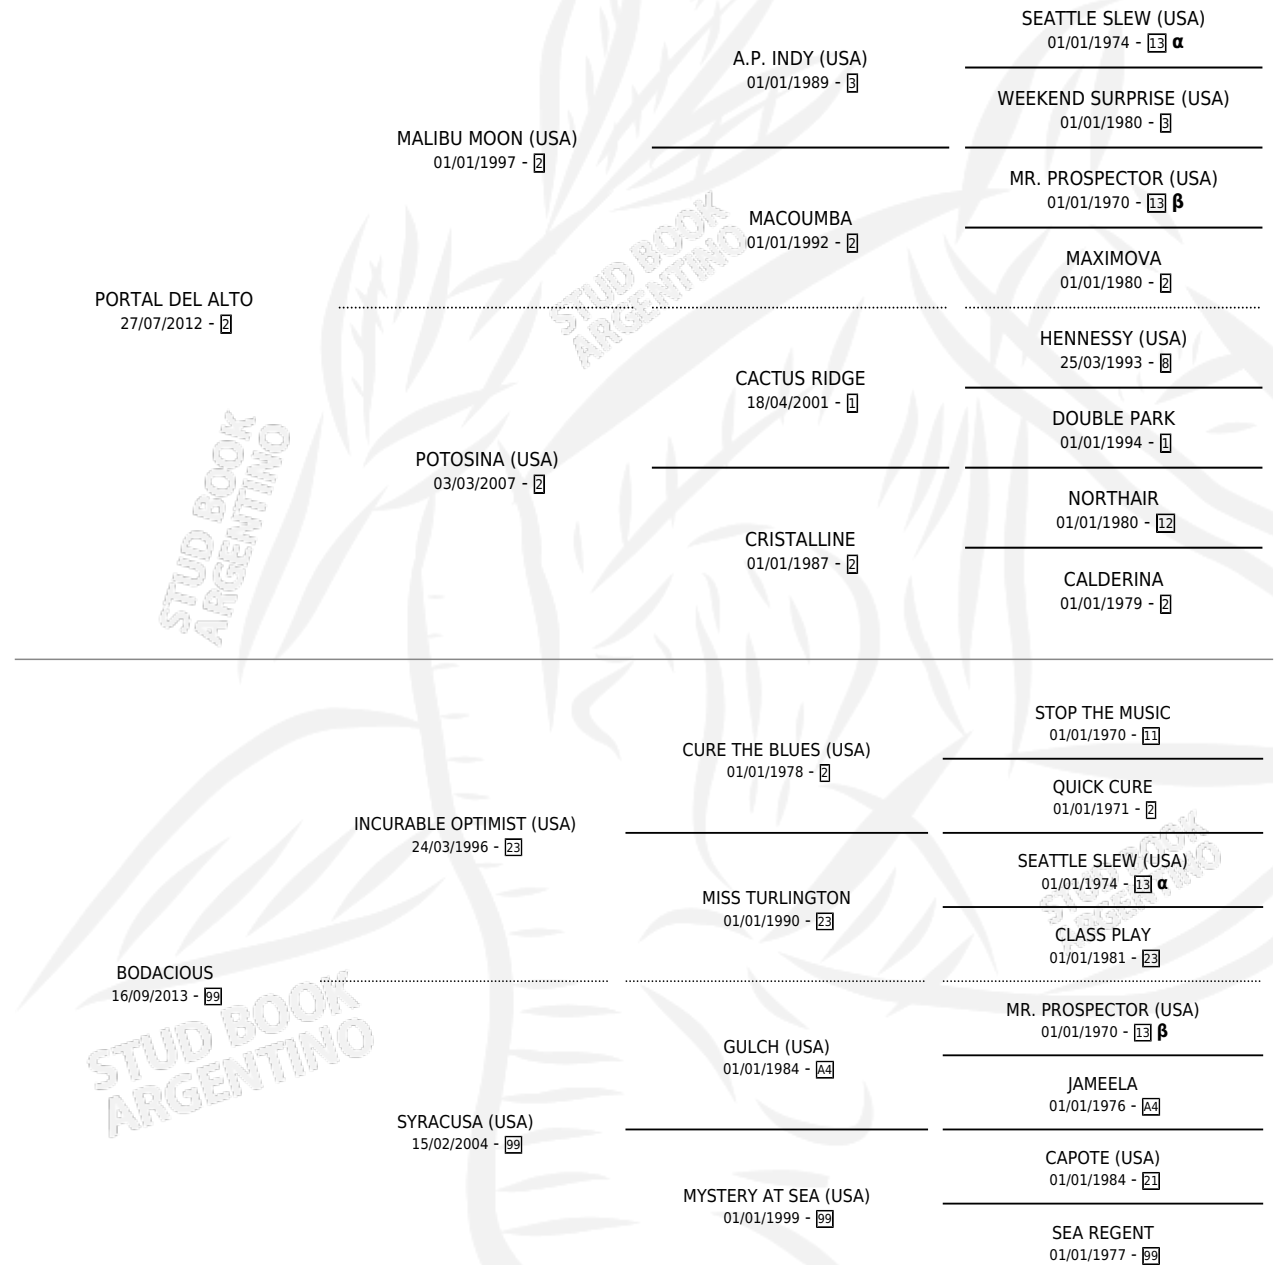 SEATTLE SLEW (USA)
01/01/1974 - 13 α
A.P. INDY (USA)
01/01/1989 - 3
WEEKEND SURPRISE (USA)
01/01/1980 - 3
MALIBU MOON (USA)
01/01/1997 - 2
MR. PROSPECTOR (USA)
01/01/1970 - 13 β
MACOUMBA
01/01/1992 - 2
MAXIMOVA
01/01/1980 - 2
PORTAL DEL ALTO
27/07/2012 - 2
HENNESSY (USA)
25/03/1993 - 8
CACTUS RIDGE
18/04/2001 - 1
DOUBLE PARK
01/01/1994 - 1
POTOSINA (USA)
03/03/2007 - 2
NORTHAIR
01/01/1980 - 12
CRISTALLINE
01/01/1987 - 2
CALDERINA
01/01/1979 - 2
STUD BOOK
ARGENTINO
STUD BOOK
ARGENTINO
STOP THE MUSIC
01/01/1970 - 11
CURE THE BLUES (USA)
01/01/1978 - 2
QUICK CURE
01/01/1971 - 2
INCURABLE OPTIMIST (USA)
24/03/1996 - 23
SEATTLE SLEW (USA)
01/01/1974 - 13 α
MISS TURLINGTON
01/01/1990 - 23
CLASS PLAY
01/01/1981 - 23
BODACIOUS
16/09/2013 - 99
MR. PROSPECTOR (USA)
01/01/1970 - 13 β
GULCH (USA)
01/01/1984 - A4
JAMEELA
01/01/1976 - A4
SYRACUSA (USA)
15/02/2004 - 99
CAPOTE (USA)
01/01/1984 - 21
MYSTERY AT SEA (USA)
01/01/1999 - 99
SEA REGENT
01/01/1977 - 99
STUD BOOK
ARGENTINO
STUD BOOK
ARGENTINO